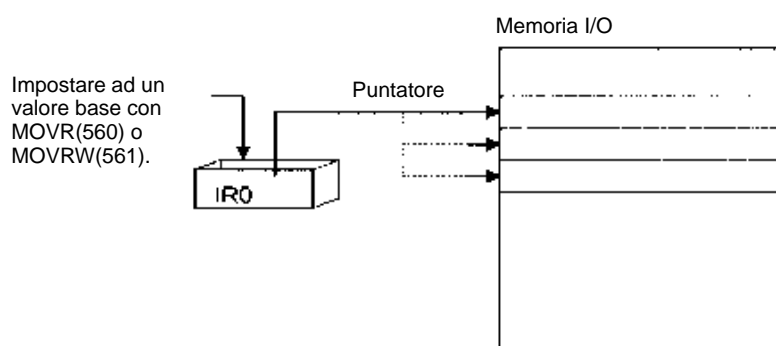 Memoria I/O
Impostare ad un
valore base con
MOVR(560) o
MOVRW(561).
Puntatore
IR0